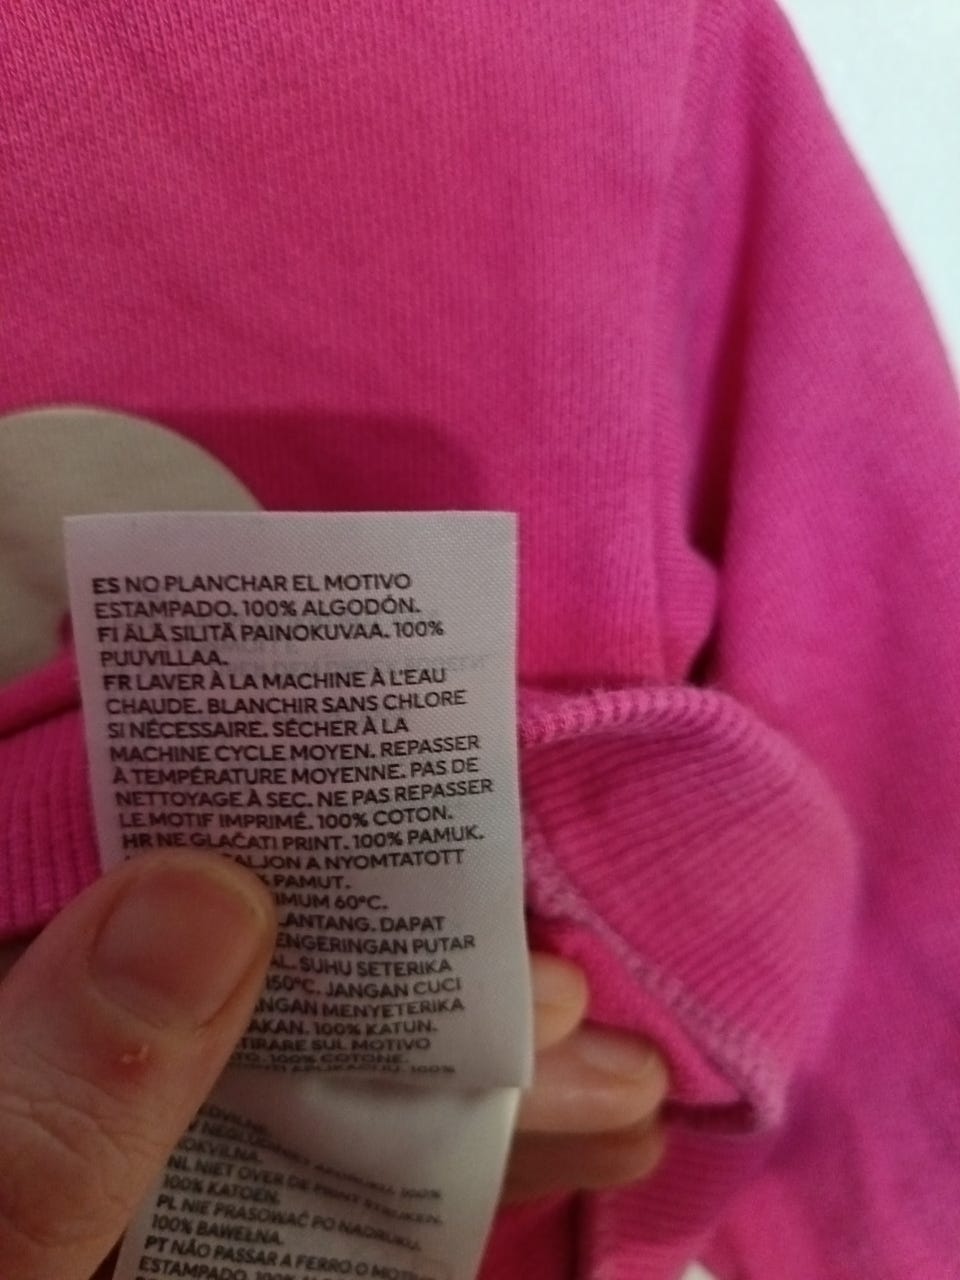 ES NO PLANCHAR EL MOTIVO
ESTAMPADO. 100% ALGODÓN.
FI ÄLÄ SILITÄ PAINOKUVAA. 100%
PUUVILLAA.
FR LAVER À LA MACHINE À L'EAU
CHAUDE. BLANCHIR SANS CHLORE
SI NÉCESSAIRE. SÉCHER À LA
MACHINE CYCLE MOYEN. REPASSER
À TEMPÉRATURE MOYENNE. PAS DE
NETTOYAGE À SEC. NE PAS REPASSER
LE MOTIF IMPRIMÉ. 100% COTON.
HR NE GLAČATI PRINT. 100% PAMUK.
A NYOMTATOTT
PAMUT.
60°C.
DAPAT
PUTAR
SUHU SETERIKA
150°C. JANGAN CUCI
MENYETERIKA
100% KATUN.
SUL MOTIVO
100% COTONE.
100%
100%
NL NIET OVER DE PRINT STRIJKEN.
100% KATOEN.
PL NIE PRASOWAĆ PO NADRUKU.
100% BAWEŁNA.
PT NÃO PASSAR A FERRO O
ESTAMPADO. 100%